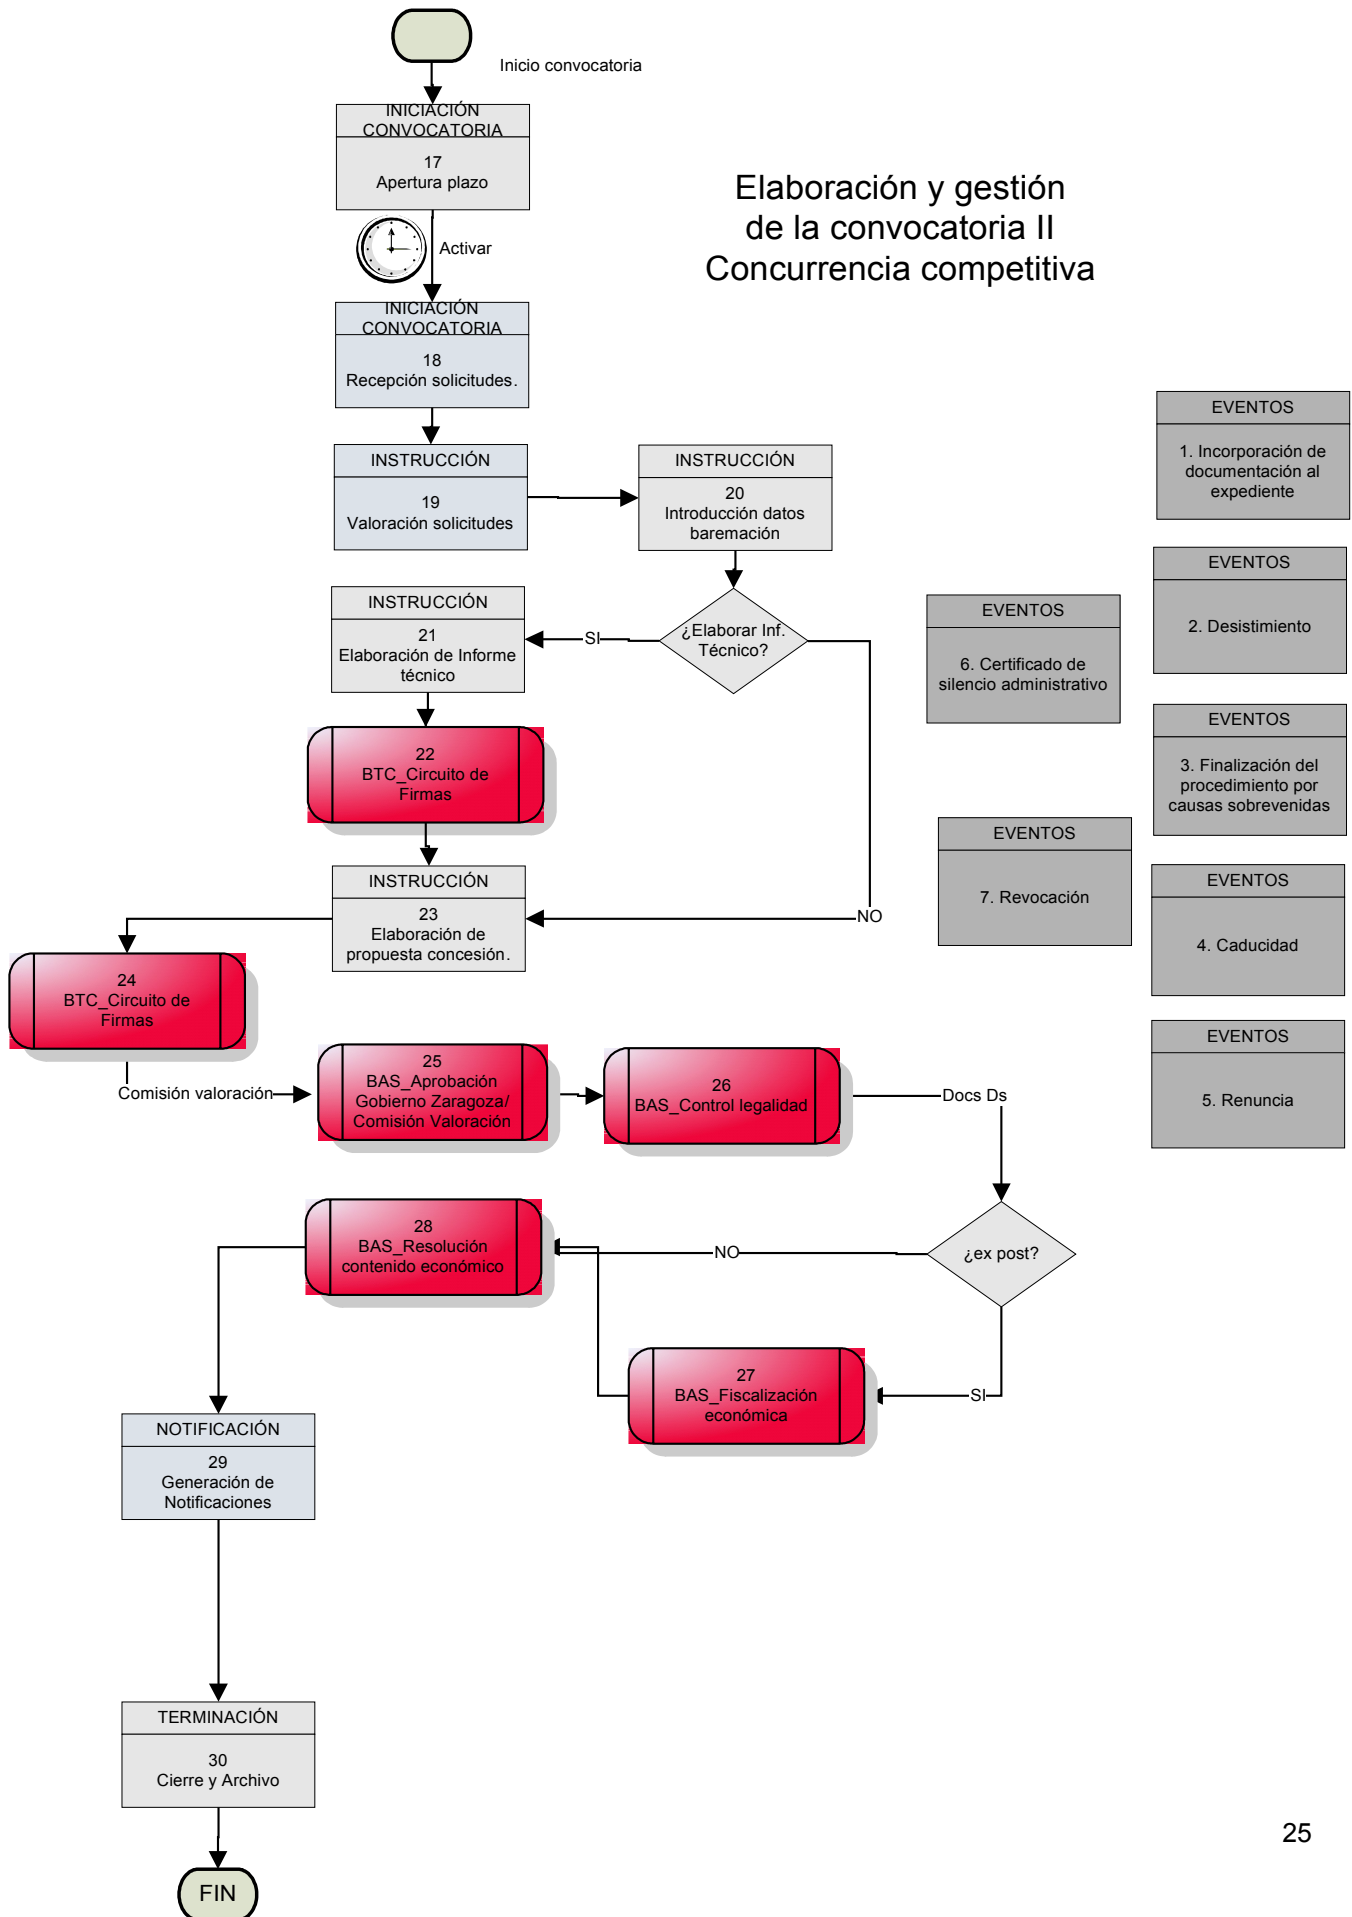 Inicio convocatoria
INICIACIÓN
CONVOCATORIA
17
Apertura plazo
Elaboración y gestión
de la convocatoria II
Concurrencia competitiva
Activar
INICIACIÓN
CONVOCATORIA
18
Recepción solicitudes.
INSTRUCCIÓN
19
Valoración solicitudes
INSTRUCCIÓN
20
Introducción datos
baremación
¿Elaborar Inf.
Técnico?
SI
NO
INSTRUCCIÓN
21
Elaboración de Informe
técnico
22
BTC_Circuito de
Firmas
INSTRUCCIÓN
23
Elaboración de
propuesta concesión.
24
BTC_Circuito de
Firmas
Comisión valoración
25
BAS_Aprobación
Gobierno Zaragoza/
Comisión Valoración
26
BAS_Control legalidad
Docs Ds
¿ex post?
NO
SI
27
BAS_Fiscalización
económica
28
BAS_Resolución
contenido económico
NOTIFICACIÓN
29
Generación de
Notificaciones
TERMINACIÓN
30
Cierre y Archivo
FIN
EVENTOS
1. Incorporación de
documentación al
expediente
EVENTOS
2. Desistimiento
EVENTOS
3. Finalización del
procedimiento por
causas sobrevenidas
EVENTOS
4. Caducidad
EVENTOS
5. Renuncia
EVENTOS
6. Certificado de
silencio administrativo
EVENTOS
7. Revocación
25